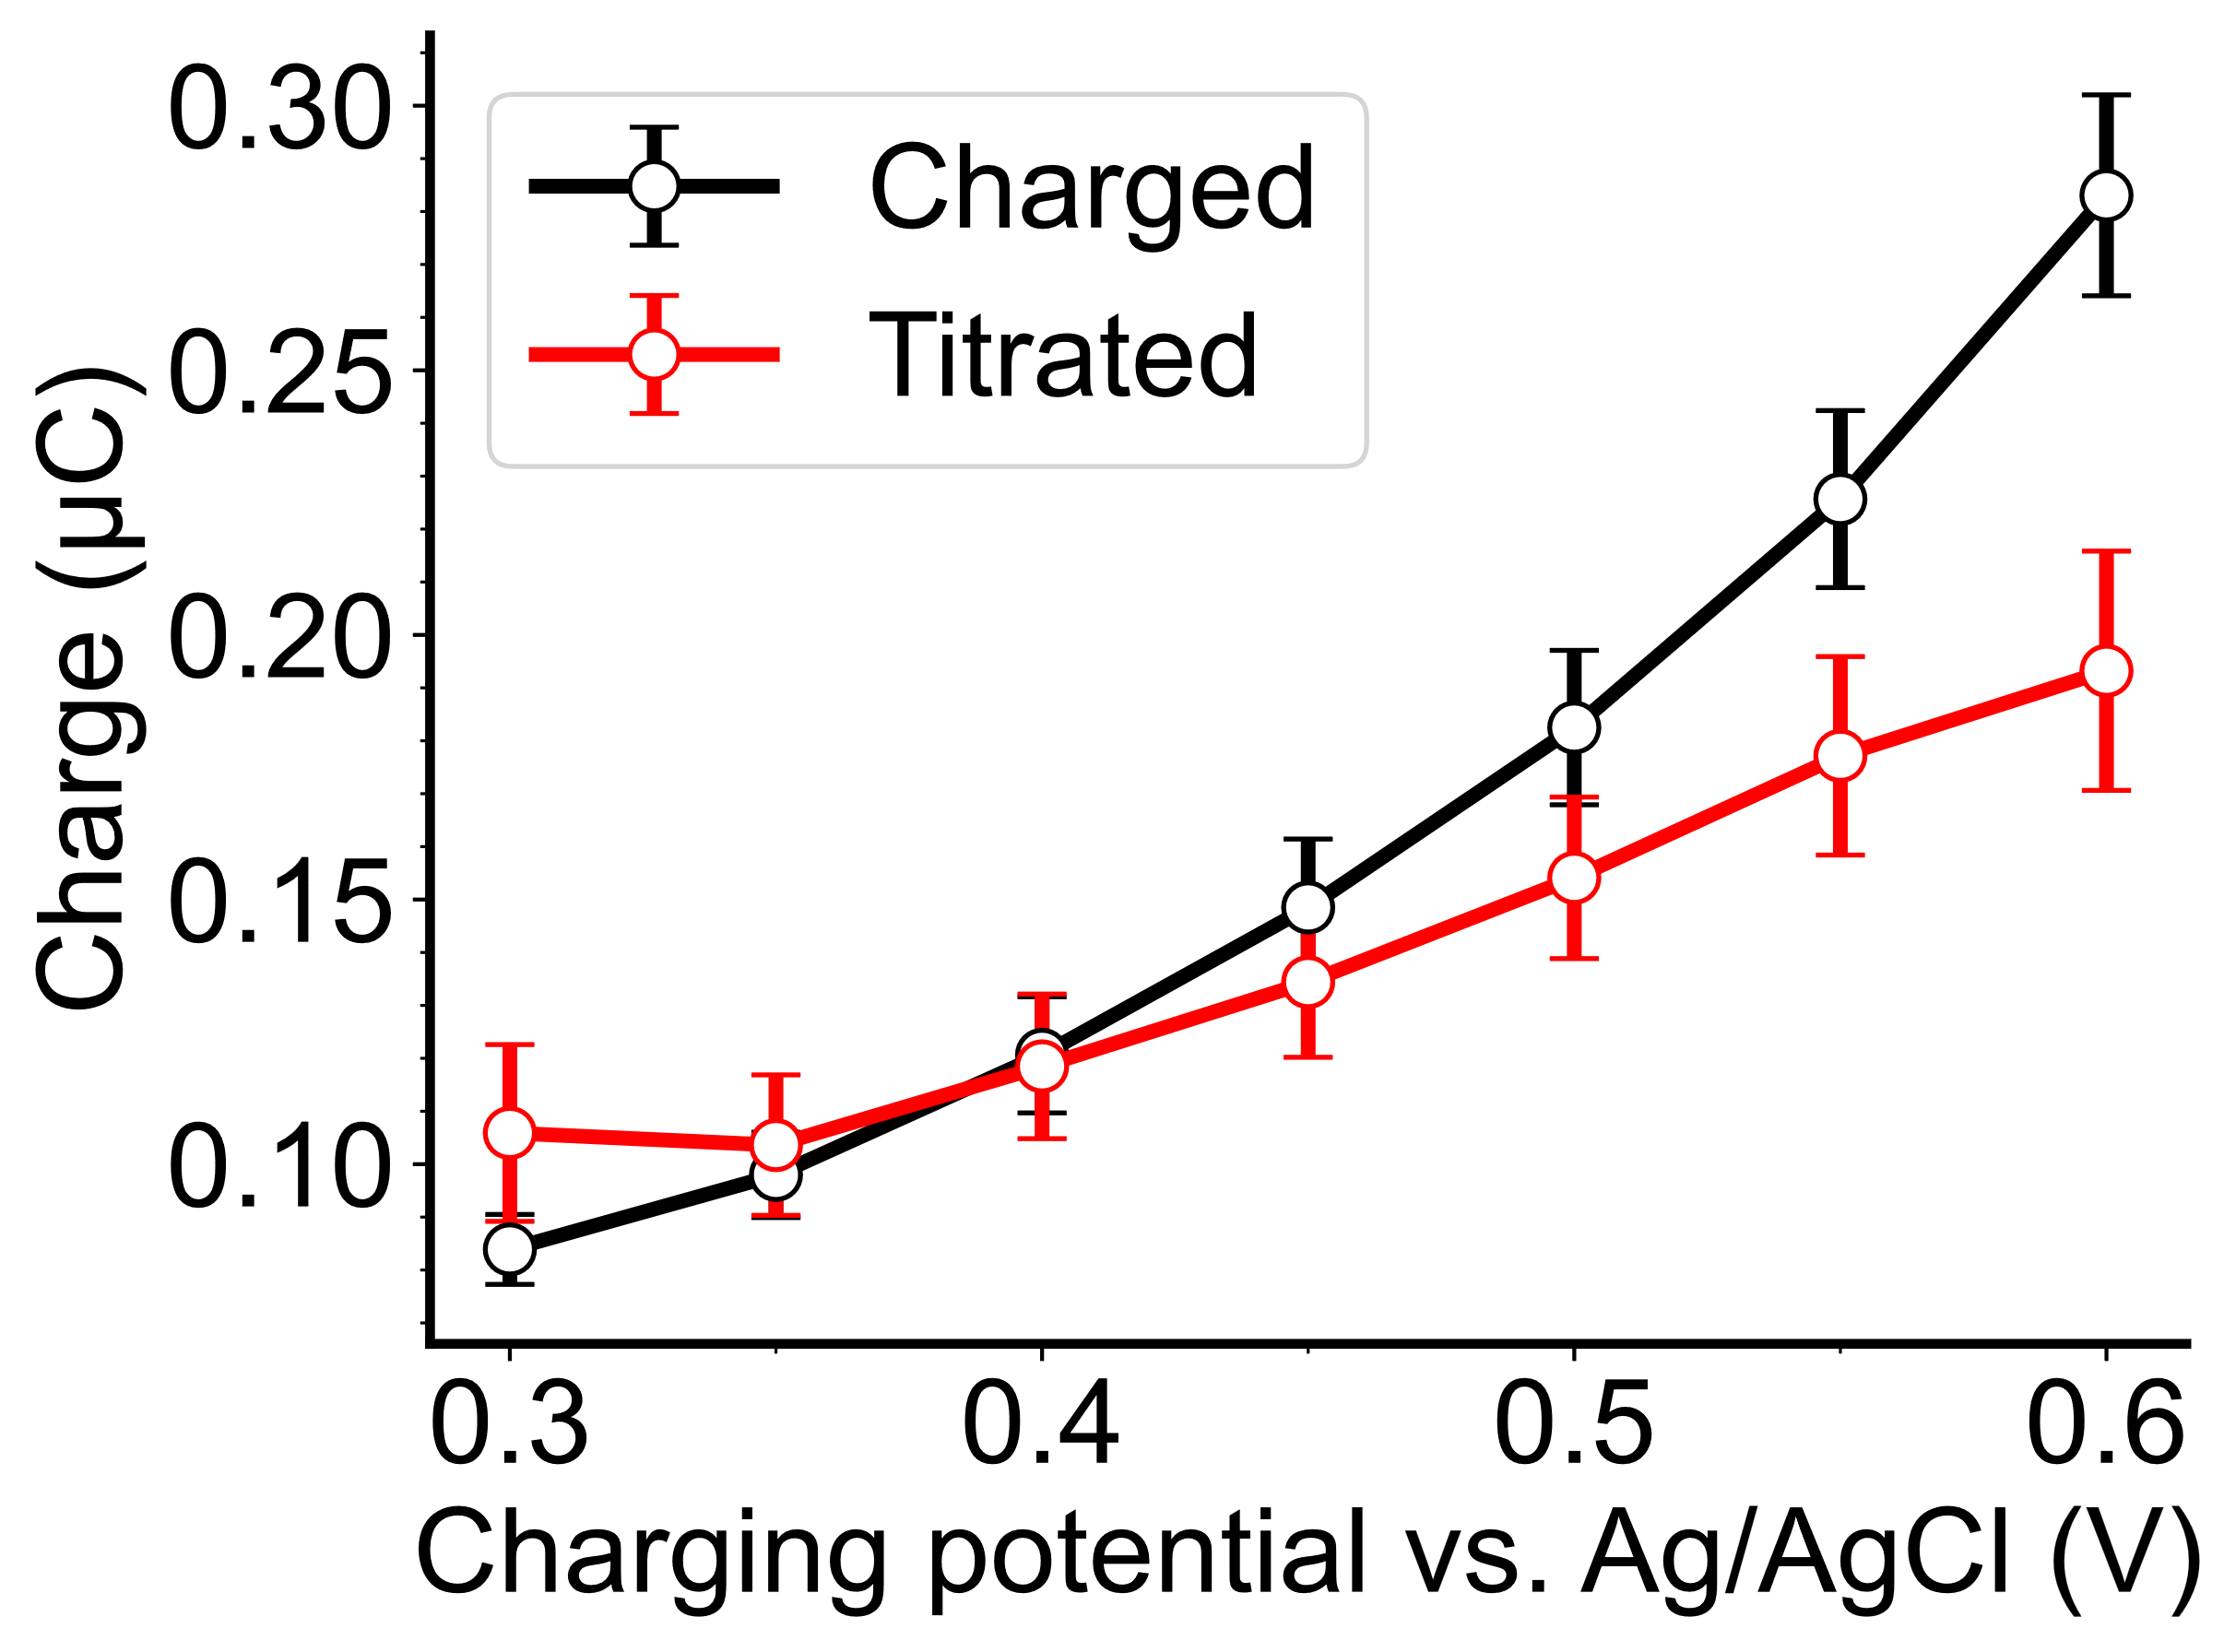 0.30
0.25
0.20
0.15
0.10
Charge (µC)
Charged
Titrated
0.3 0.4 0.5 0.6
Charging potential vs. Ag/AgCl (V)